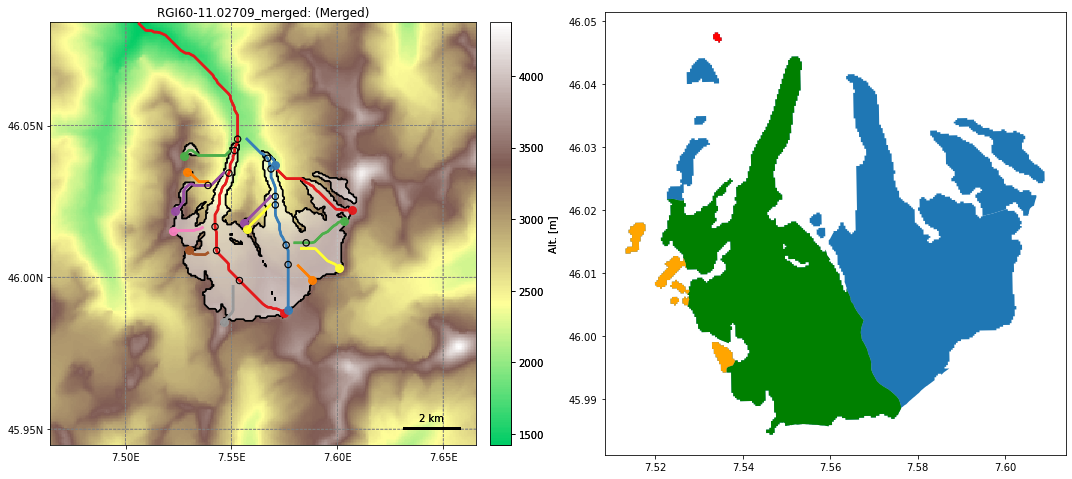 RGI60-11.02709_merged: (Merged)
46.05N
46.00N
45.95N
7.50E
7.55E
7.60E
7.65E
2 km
4000
3500
3000
2500
2000
1500
Alt. [m]
46.05
46.04
46.03
46.02
46.01
46.00
45.99
7.52
7.54
7.56
7.58
7.60